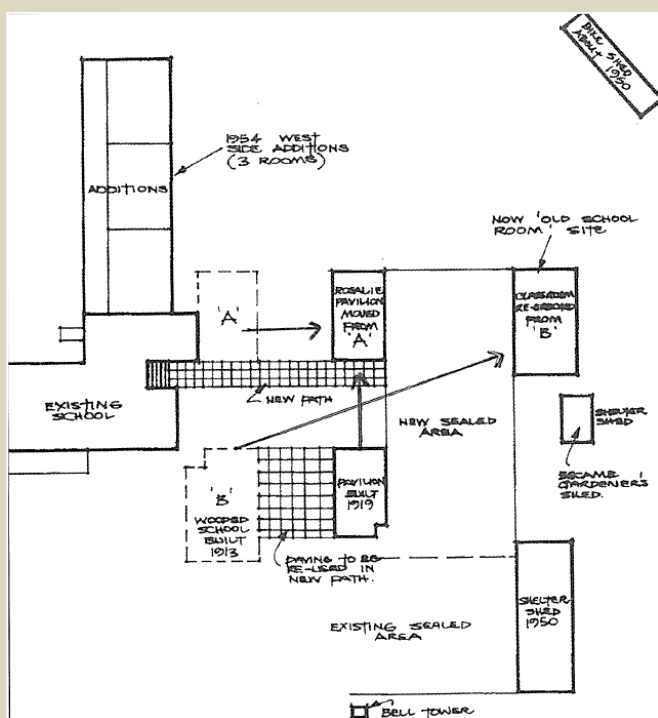 BIKE SHED
ABOUT 1950
1954 WEST
SIDE ADDITIONS
(3 ROOMS)
ADDITIONS
NOW 'OLD SCHOOL
ROOM' SITE
'A'
ROSALIE
PAVILION
MOVED
FROM
'A'
CLASSROOM
RE-ERECTED
FROM
'B'
NEW PATH
EXISTING
SCHOOL
NEW SEALED
AREA
SHELTER
SHED
BECAME
GARDENER'S
SHED.
'B'
WOODED
SCHOOL
BUILT
1913
PAVILION
BUILT
1919
PAVING TO BE
RE-USED IN
NEW PATH.
SHELTER
SHED
1950
EXISTING SEALED
AREA
BELL TOWER